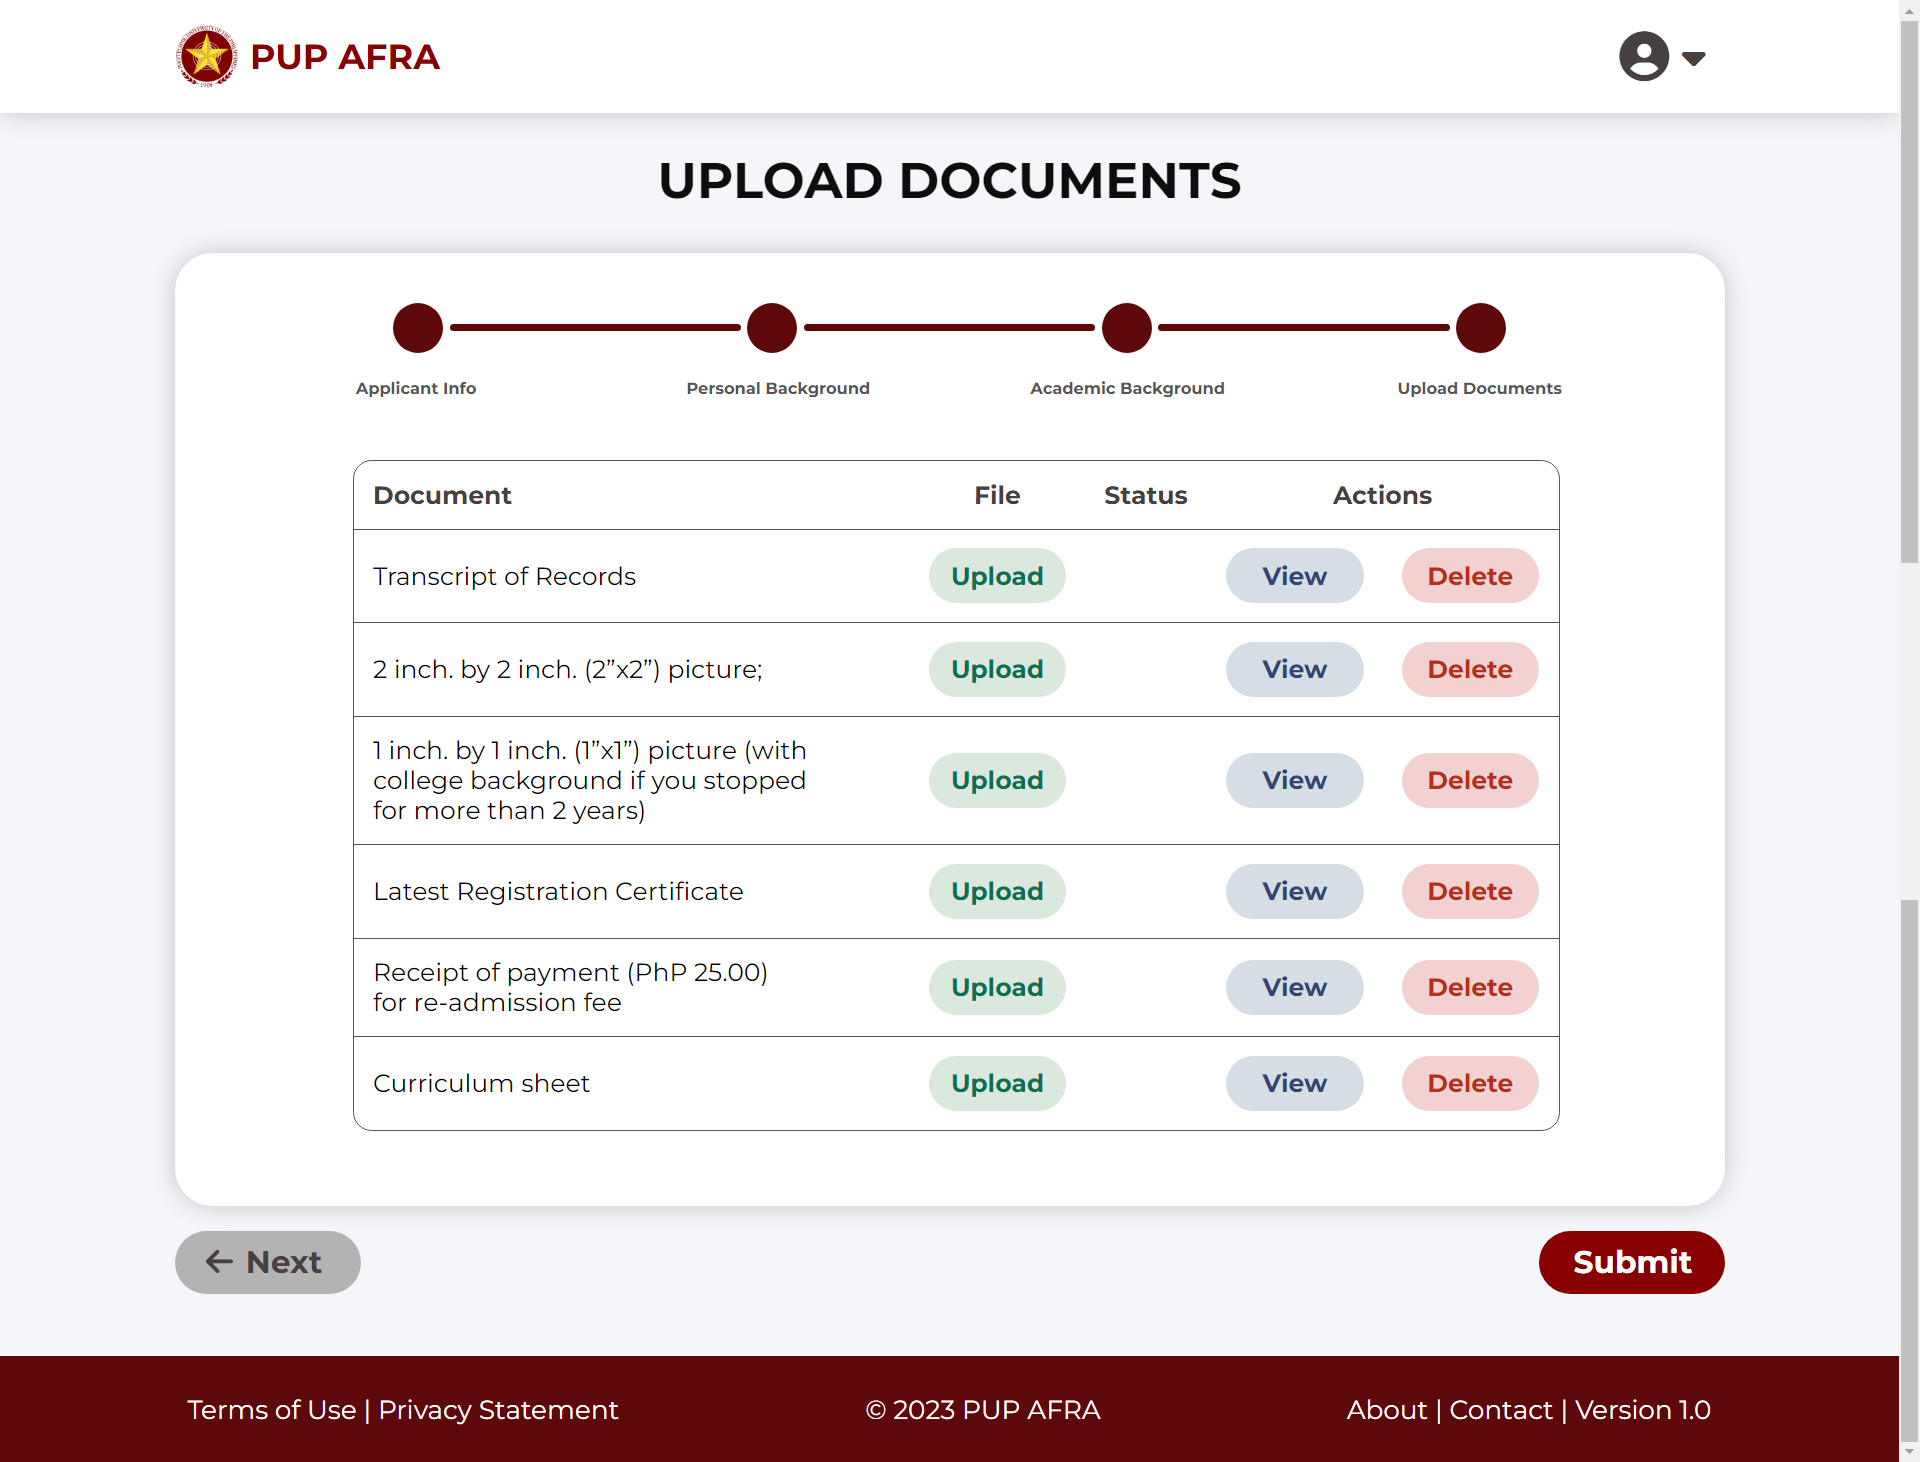 PUP AFRA
UPLOAD DOCUMENTS
Applicant Info
Personal Background
Academic Background
Upload Documents
Document File Status Actions
Transcript of Records Upload View Delete
2 inch. by 2 inch. (2”x2”) picture; Upload View Delete
1 inch. by 1 inch. (1”x1”) picture (with
college background if you stopped
for more than 2 years)
Upload View Delete
Latest Registration Certificate Upload View Delete
Receipt of payment (PhP 25.00)
for re-admission fee
Upload View Delete
Curriculum sheet Upload View Delete
Next
Submit
Terms of Use | Privacy Statement
© 2023 PUP AFRA
About | Contact | Version 1.0